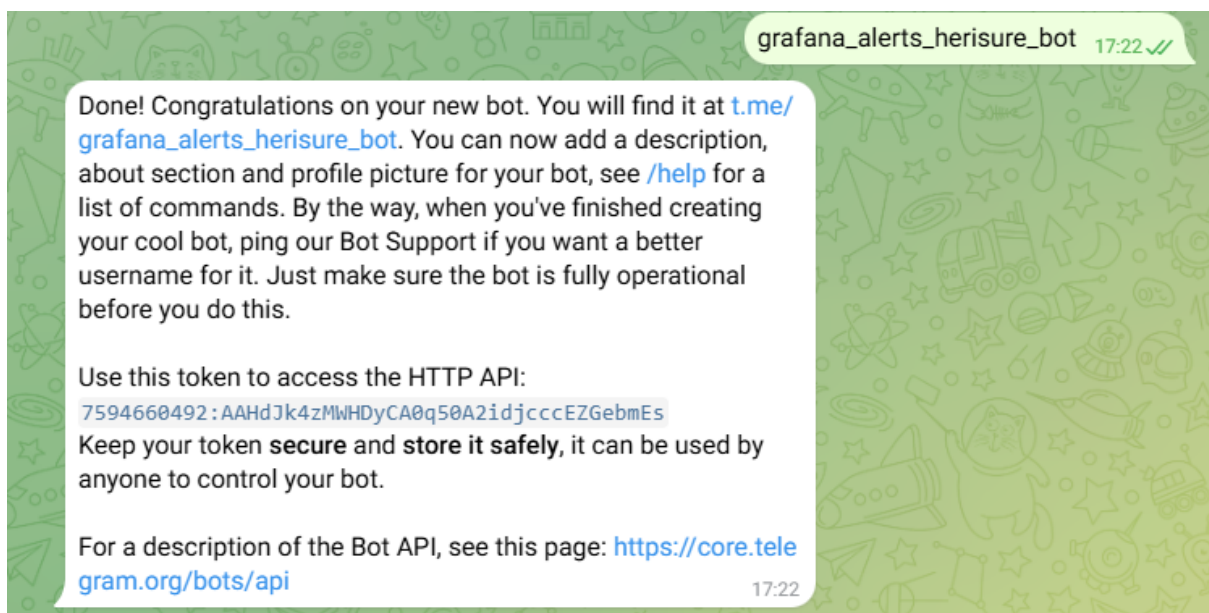 grafana_alerts_herisure_bot 17:22
Done! Congratulations on your new bot. You will find it at t.me/
grafana_alerts_herisure_bot. You can now add a description,
about section and profile picture for your bot, see /help for a
list of commands. By the way, when you've finished creating
your cool bot, ping our Bot Support if you want a better
username for it. Just make sure the bot is fully operational
before you do this.
Use this token to access the HTTP API:
7594660492:AAHdJk4zMWHDyCA0q50A2idjcccEZGebmEs
Keep your token secure and store it safely, it can be used by
anyone to control your bot.
For a description of the Bot API, see this page: https://core.tele
gram.org/bots/api 17:22